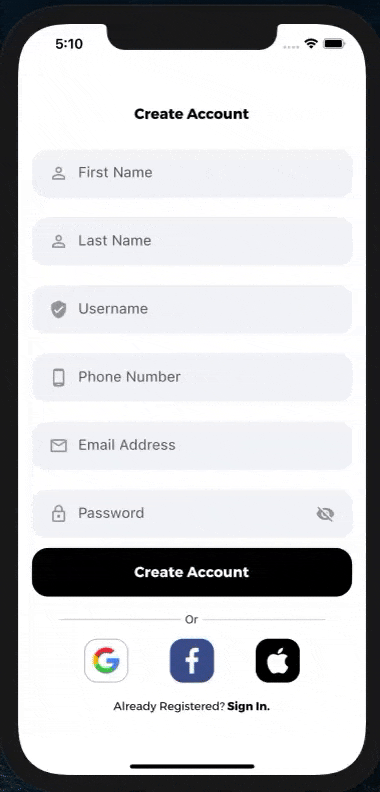 5:10
Create Account
First Name
Last Name
Username
Phone Number
Email Address
Password
Create Account
Or
Already Registered? Sign In.